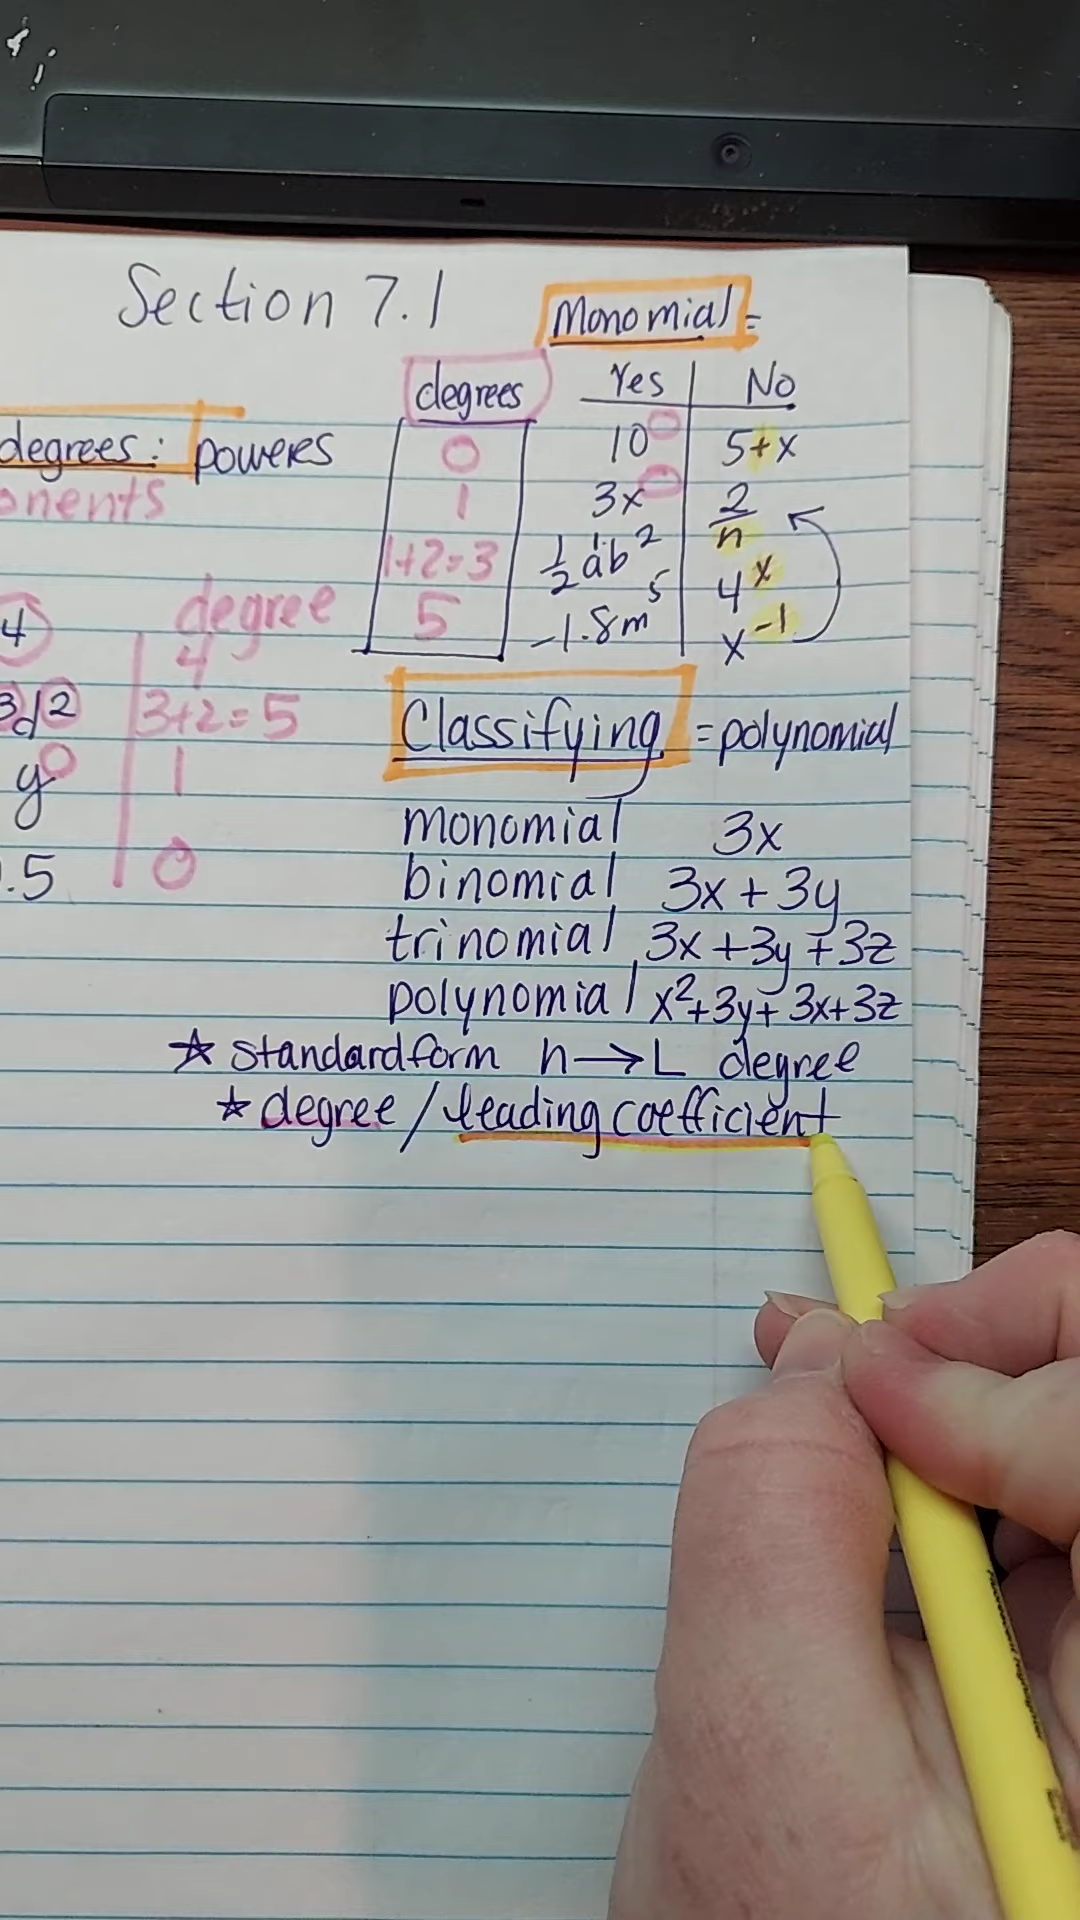 Section 7.1
Monomial =
degrees
Yes
No
degrees: powers
onents
0
10
5+x
1
3x
2/n
1+2=3
½a¹b²
4ˣ
5
-1.8m⁵
x⁻¹
degree
4
4
3d2
3+2=5
y
1
.5
0
Classifying = polynomial
monomial 3x
binomial 3x + 3y
trinomial 3x +3y +3z
polynomial x²+3y+3x+3z
☆ standard form h→L degree
☆ degree / leading coefficient